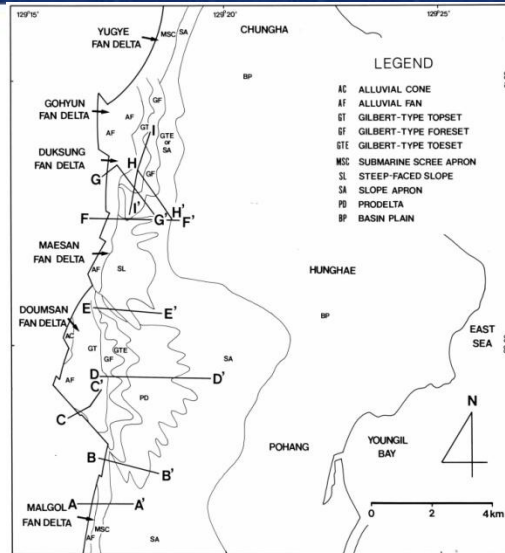 129°15'
129°20'
129°25'
YUGYE
FAN DELTA
MSC
SA
CHUNGHA
SA
BP
LEGEND
AC ALLUVIAL CONE
AF ALLUVIAL FAN
GT GILBERT-TYPE TOPSET
GF GILBERT-TYPE FORESET
GTE GILBERT-TYPE TOESET
MSC SUBMARINE SCREE APRON
SL STEEP-FACED SLOPE
SA SLOPE APRON
PD PRODELTA
BP BASIN PLAIN
GOHYUN
FAN DELTA
AF
AF
GF
GT
I
GTE
or
SA
DUKSUNG
FAN DELTA
H
GF
G
I'
H'
F
G'
F'
MAESAN
FAN DELTA
AF
SL
HUNGHAE
DOUMSAN
FAN DELTA
E
E'
BP
EAST
SEA
AC
GT
GF
GTE
SA
AF
D
D'
C'
PD
C
N
B
B'
POHANG
YOUNGIL
BAY
MALGOL
FAN DELTA
A
A'
MSC
AF
SA
0 2 4km